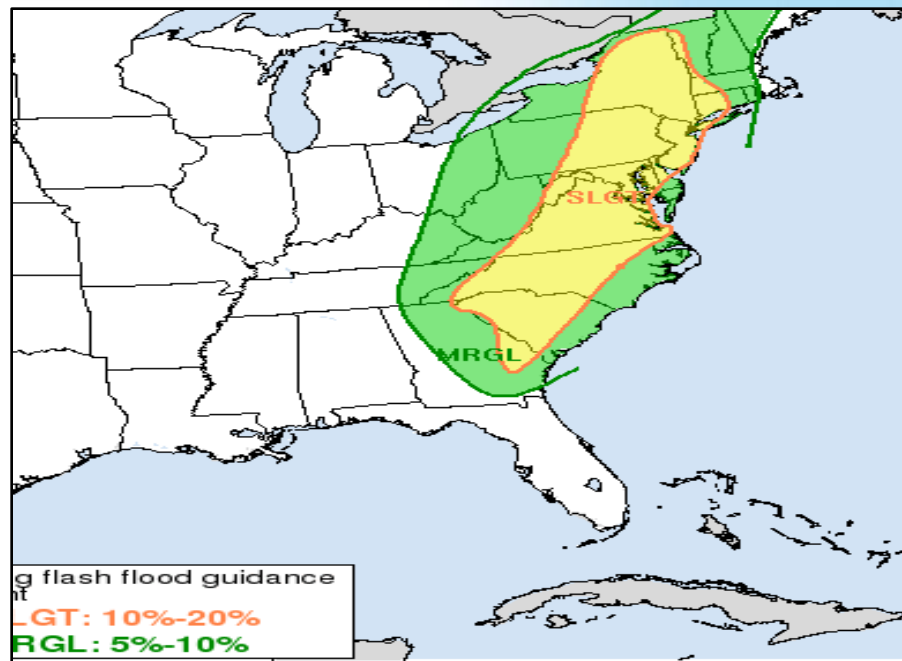 SLGT
MRGL
g flash flood guidance
nt
LGT: 10%-20%
RGL: 5%-10%